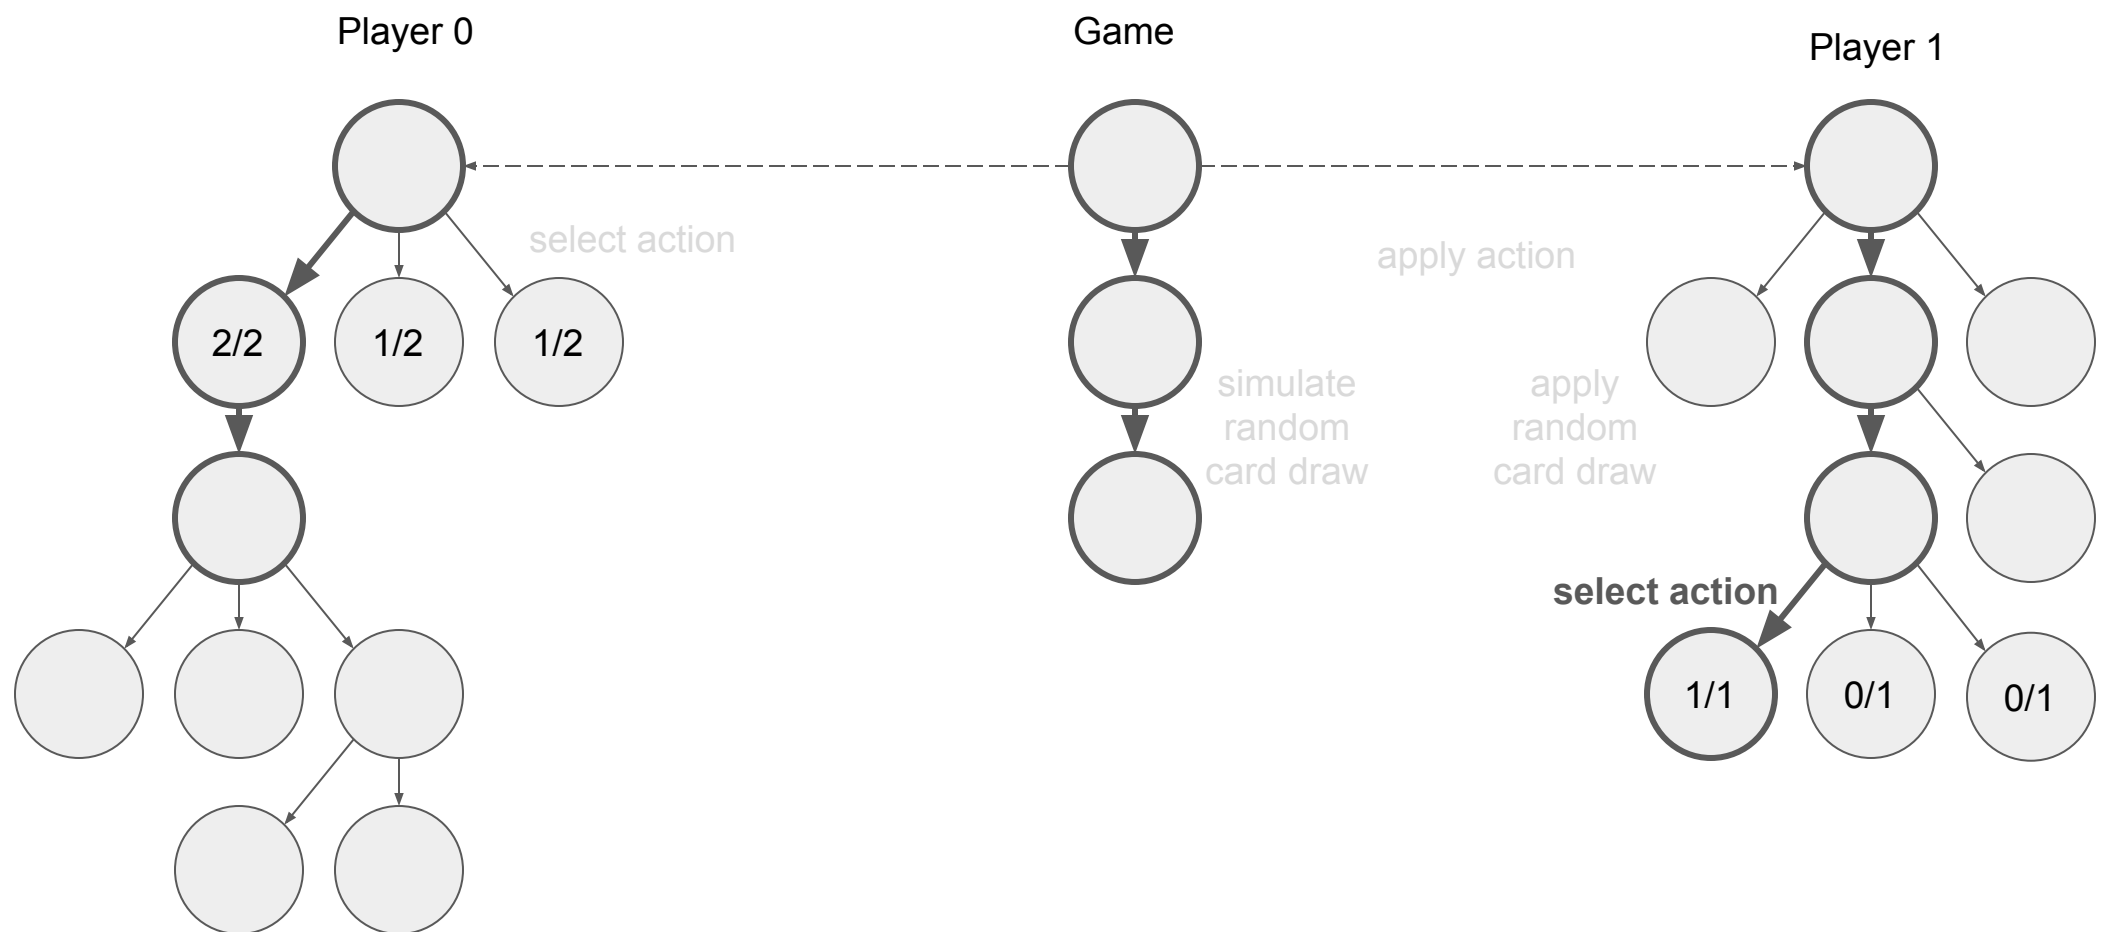 Player 0
Game
Player 1
select action
apply action
2/2
1/2
1/2
simulate
random
card draw
apply
random
card draw
select action
1/1
0/1
0/1